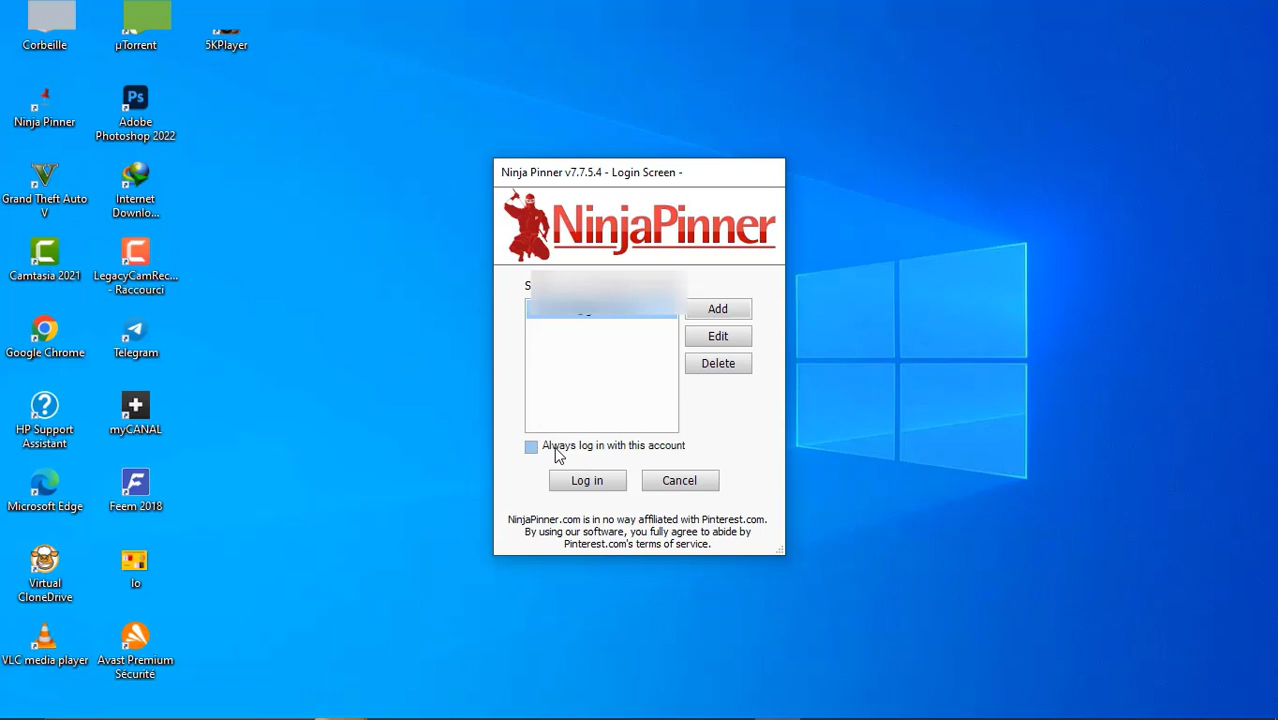 Corbeille
µTorrent
5KPlayer
Ninja Pinner
Adobe
Photoshop 2022
Grand Theft Auto
V
Internet
Downlo...
Camtasia 2021
LegacyCamRec...
- Raccourci
Google Chrome
Telegram
HP Support
Assistant
myCANAL
Microsoft Edge
Feem 2018
Virtual
CloneDrive
lo
VLC media player
Avast Premium
Sécurité
Ninja Pinner v7.7.5.4 - Login Screen -
NinjaPinner
Add
Edit
Delete
Always log in with this account
Log in
Cancel
NinjaPinner.com is in no way affiliated with Pinterest.com.
By using our software, you fully agree to abide by
Pinterest.com's terms of service.